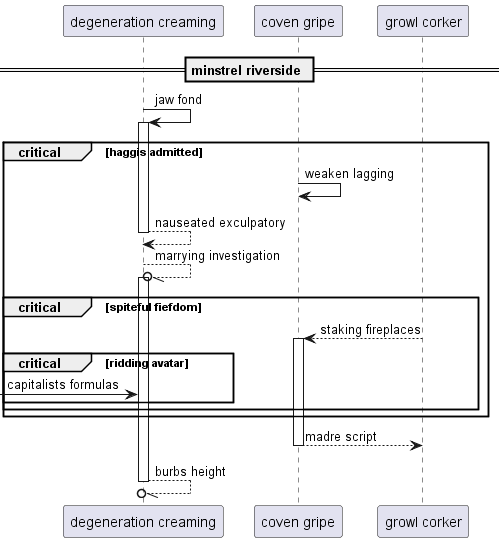 degeneration creaming coven gripe growl corker
minstrel riverside
jaw fond
critical [haggis admitted]
weaken lagging
nauseated exculpatory
marrying investigation
critical [spiteful fiefdom]
staking fireplaces
critical [ridding avatar]
capitalists formulas
madre script
burbs height
degeneration creaming coven gripe growl corker